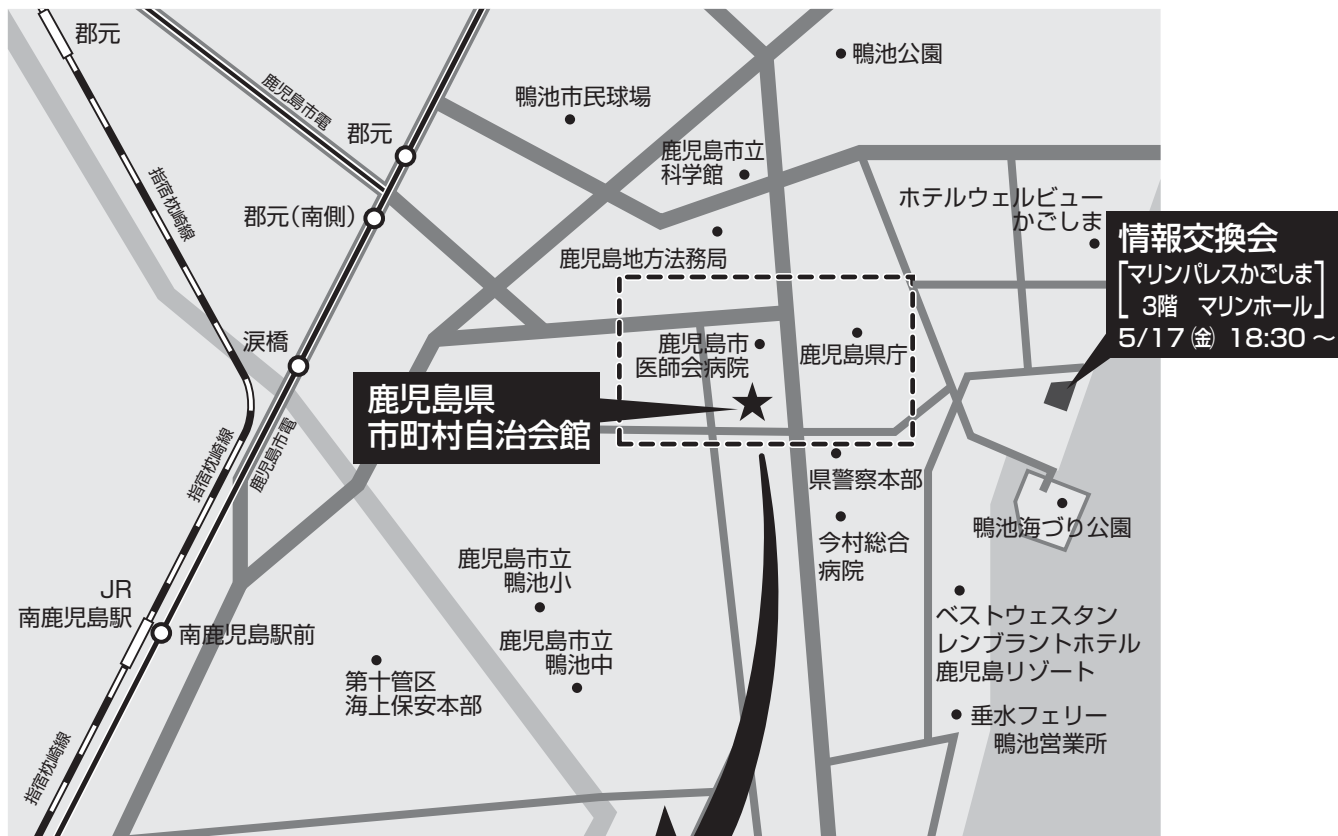 郡元
鹿児島市電
指宿枕崎線
郡元
郡元(南側)
涙橋
鴨池市民球場
鴨池公園
鹿児島市立
科学館
鹿児島地方法務局
ホテルウェルビュー
かごしま
情報交換会
[マリンパレスかごしま
3階 マリンホール]
5/17㊎ 18:30~
鹿児島市
医師会病院
鹿児島県庁
鹿児島県
市町村自治会館
指宿枕崎線
鹿児島市電
県警察本部
今村総合
病院
鴨池海づり公園
鹿児島市立
鴨池小
鹿児島市立
鴨池中
JR
南鹿児島駅
南鹿児島駅前
第十管区
海上保安本部
ベストウェスタン
レンブラントホテル
鹿児島リゾート
垂水フェリー
鴨池営業所
指宿枕崎線